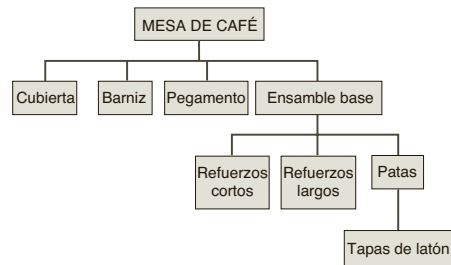 MESA DE CAFÉ
Cubierta
Barniz
Pegamento
Ensamble base
Refuerzos
cortos
Refuerzos
largos
Patas
Tapas de latón